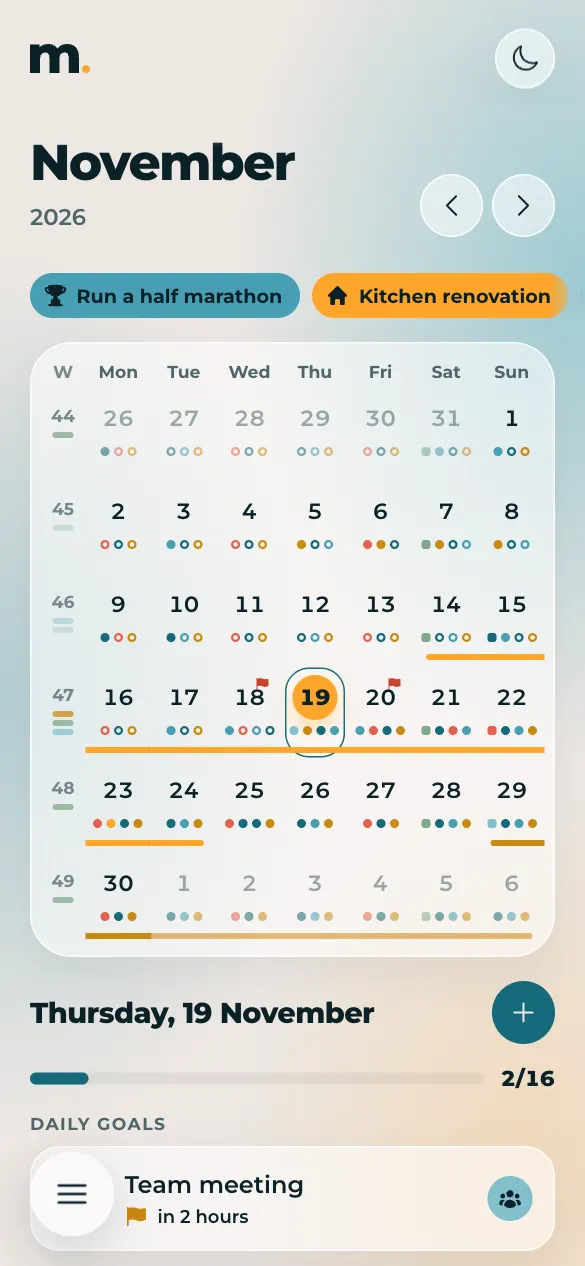 m.
November
2026
Run a half marathon Kitchen renovation
W Mon Tue Wed Thu Fri Sat Sun
44 26 27 28 29 30 31 1
45 2 3 4 5 6 7 8
46 9 10 11 12 13 14 15
47 16 17 18 19 20 21 22
48 23 24 25 26 27 28 29
49 30 1 2 3 4 5 6
Thursday, 19 November
2/16
DAILY GOALS
Team meeting
in 2 hours